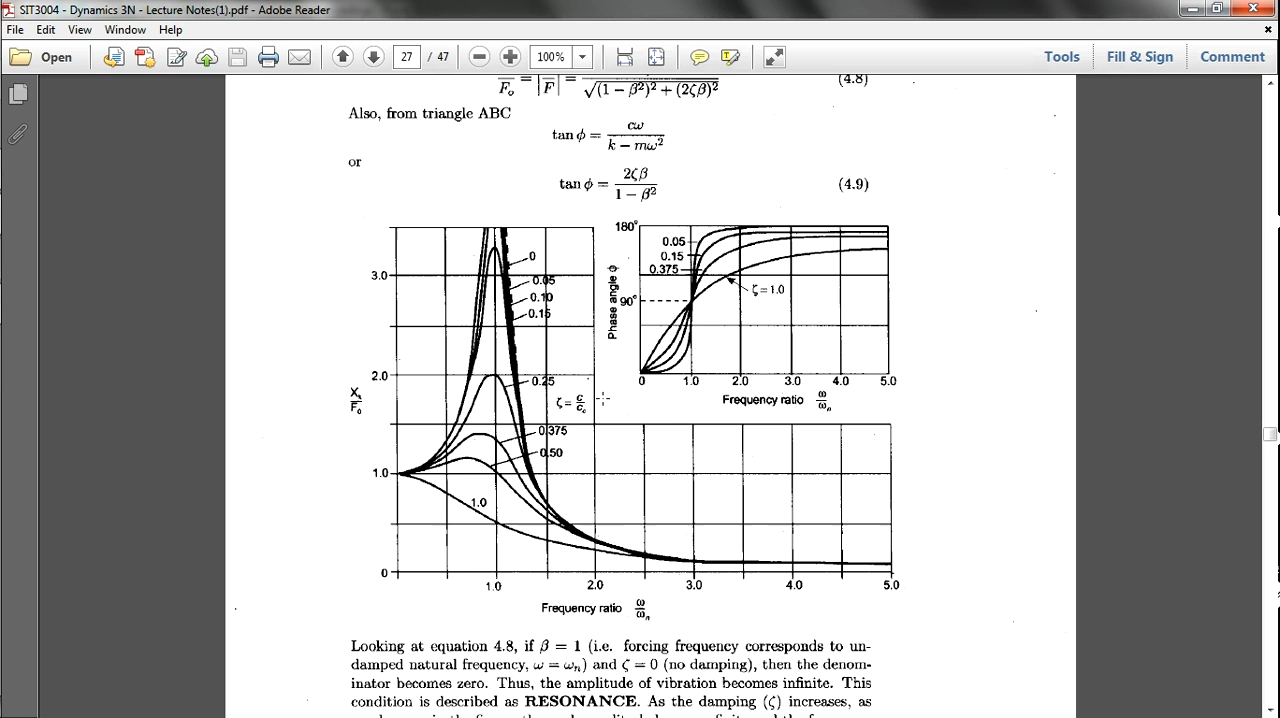 SIT3004 - Dynamics 3N - Lecture Notes(1).pdf - Adobe Reader
File Edit View Window Help
Open 27 / 47 100% Tools Fill & Sign Comment
F₀ = |F| = √(1 − β²)² + (2ζβ)² (4.8)
Also, from triangle ABC
tan ϕ = cω
k − mω²
or
tan ϕ = 2ζβ
1 − β² (4.9)
180°
90°
Phase angle ϕ
0.05
0.15
0.375
ζ = 1.0
0 1.0 2.0 3.0 4.0 5.0
Frequency ratio ω
ωₙ
3.0
2.0
1.0
0
X
F₀
0
0.05
0.10
0.15
0.25
ζ = c
c꜀
0.375
0.50
1.0
1.0 2.0 3.0 4.0 5.0
Frequency ratio ω
ωₙ
Looking at equation 4.8, if β = 1 (i.e. forcing frequency corresponds to un-
damped natural frequency, ω = ωₙ) and ζ = 0 (no damping), then the denom-
inator becomes zero. Thus, the amplitude of vibration becomes infinite. This
condition is described as RESONANCE. As the damping (ζ) increases, as